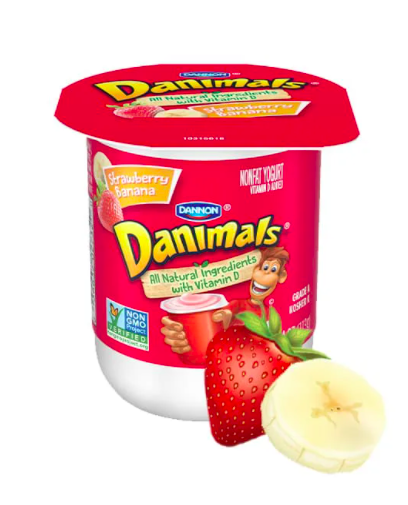 DANNON
Danimals®
All Natural Ingredients
with Vitamin D
Strawberry
Banana
Strawberry
Banana
NONFAT YOGURT
VITAMIN D ADDED
DANNON
Danimals®
All Natural Ingredients
with Vitamin D
GRADE A
NON
GMO
Project
VERIFIED